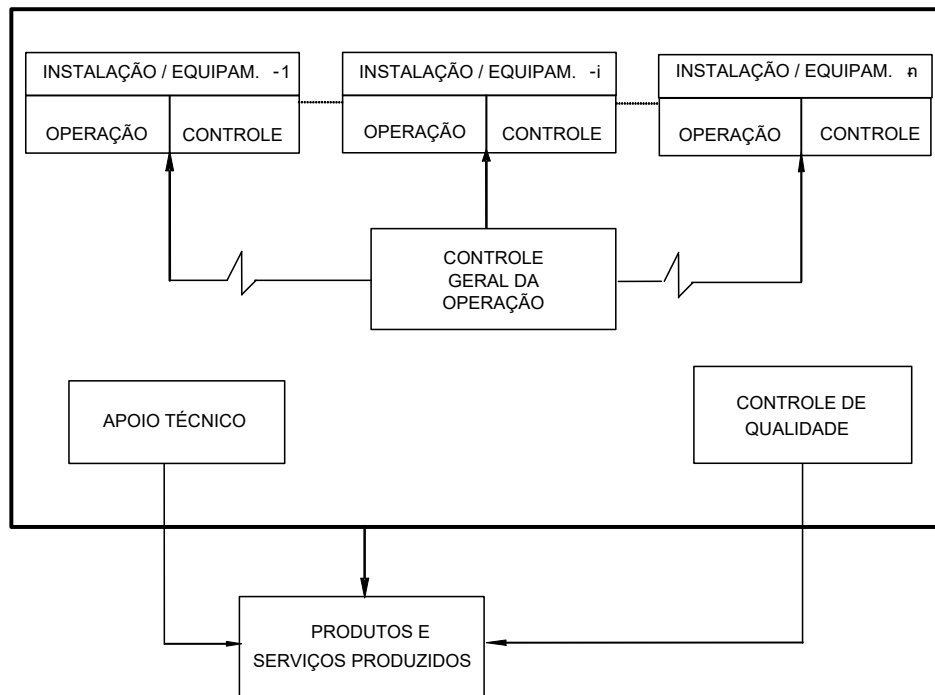 INSTALAÇÃO / EQUIPAM. -1
INSTALAÇÃO / EQUIPAM. -i
INSTALAÇÃO / EQUIPAM. -n
OPERAÇÃO CONTROLE
OPERAÇÃO CONTROLE
OPERAÇÃO CONTROLE
CONTROLE
GERAL DA
OPERAÇÃO
APOIO TÉCNICO
CONTROLE DE
QUALIDADE
PRODUTOS E
SERVIÇOS PRODUZIDOS